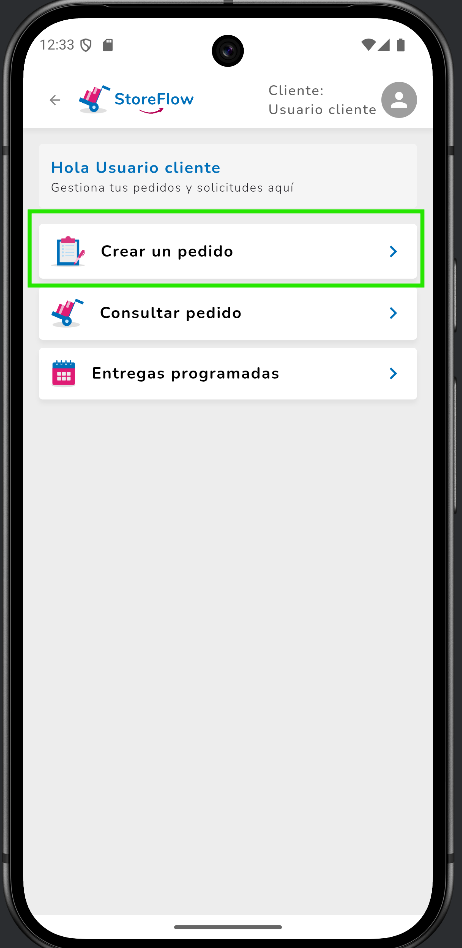 12:33
StoreFlow
Cliente:
Usuario cliente
Hola Usuario cliente
Gestiona tus pedidos y solicitudes aquí
Crear un pedido
Consultar pedido
Entregas programadas